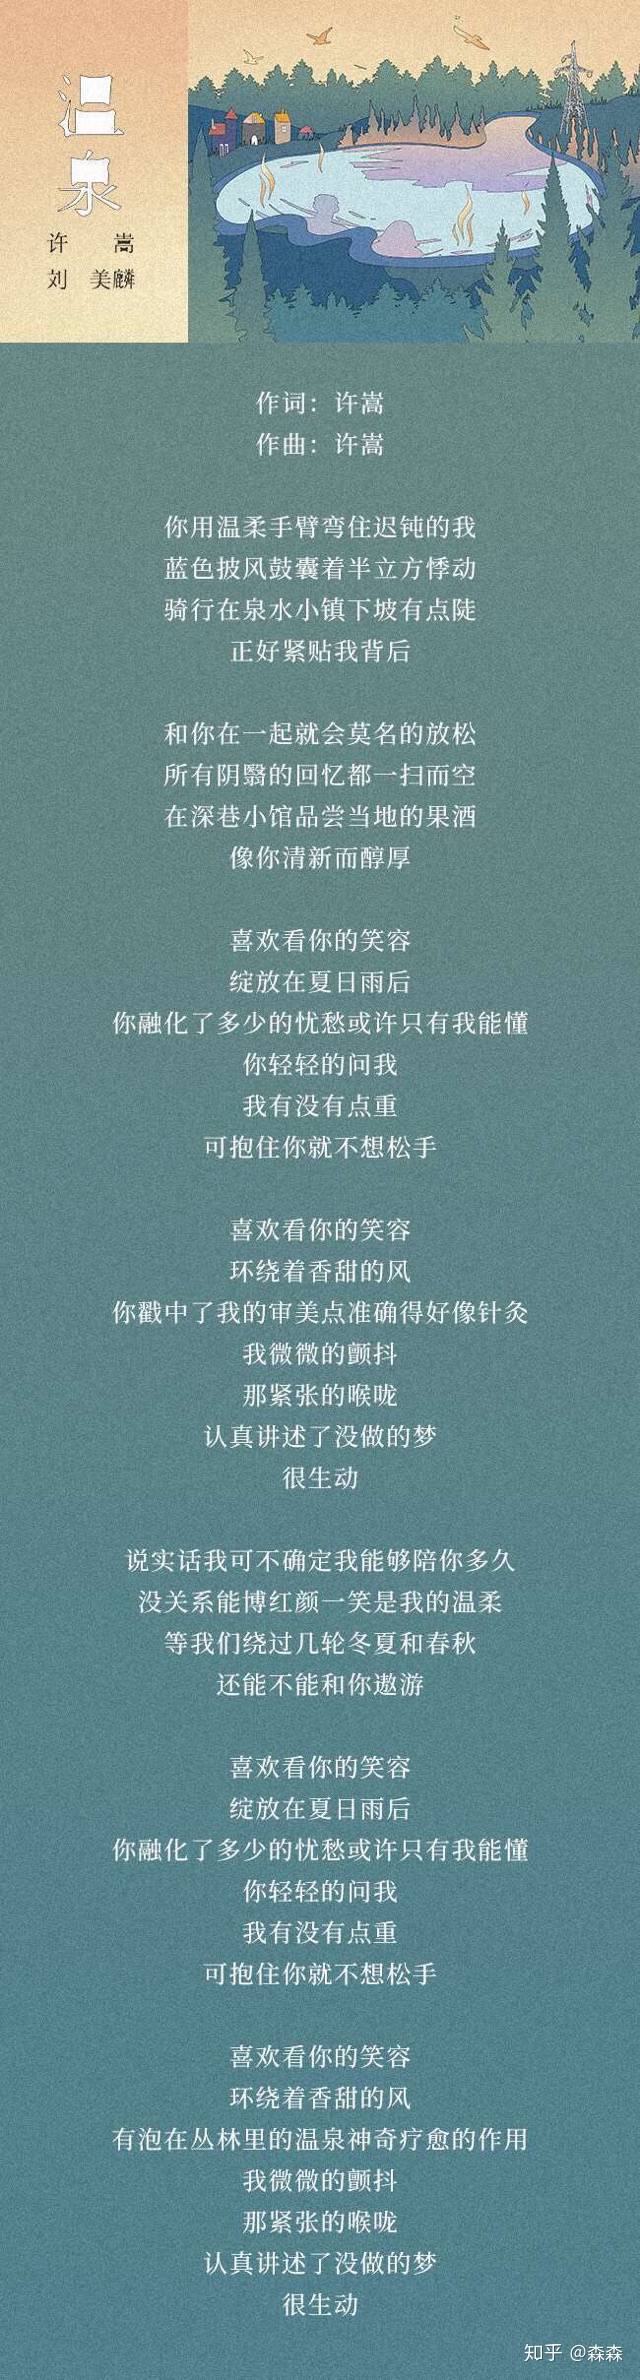 温
泉
许 嵩
刘 美麟
作词：许嵩
作曲：许嵩
你用温柔手臂弯住迟钝的我
蓝色披风鼓囊着半立方悸动
骑行在泉水小镇下坡有点陡
正好紧贴我背后
和你在一起就会莫名的放松
所有阴翳的回忆都一扫而空
在深巷小馆品尝当地的果酒
像你清新而醇厚
喜欢看你的笑容
绽放在夏日雨后
你融化了多少的忧愁或许只有我能懂
你轻轻的问我
我有没有点重
可抱住你就不想松手
喜欢看你的笑容
环绕着香甜的风
你戳中了我的审美点准确得好像针灸
我微微的颤抖
那紧张的喉咙
认真讲述了没做的梦
很生动
说实话我可不确定我能够陪你多久
没关系能博红颜一笑是我的温柔
等我们绕过几轮冬夏和春秋
还能不能和你遨游
喜欢看你的笑容
绽放在夏日雨后
你融化了多少的忧愁或许只有我能懂
你轻轻的问我
我有没有点重
可抱住你就不想松手
喜欢看你的笑容
环绕着香甜的风
有泡在丛林里的温泉神奇疗愈的作用
我微微的颤抖
那紧张的喉咙
认真讲述了没做的梦
很生动
知乎 @森森